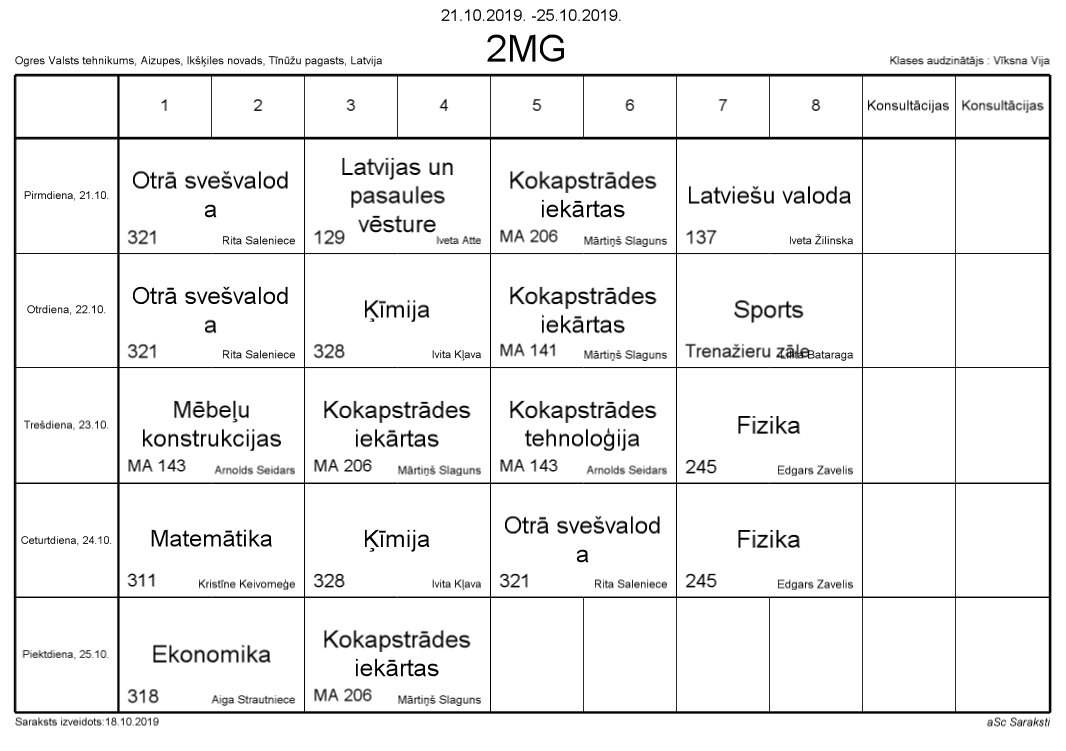 21.10.2019. -25.10.2019.
2MG
Ogres Valsts tehnikums, Aizupes, Ikšķiles novads, Tīnūžu pagasts, Latvija
Klases audzinātājs : Vīksna Vija
1 2 3 4 5 6 7 8 Konsultācijas Konsultācijas
Pirmdiena, 21.10.
Otrā svešvalod
a
321 Rita Saleniece
Latvijas un
pasaules
vēsture
129 Iveta Atte
Kokapstrādes
iekārtas
MA 206 Mārtiņš Slaguns
Latviešu valoda
137 Iveta Žilinska
Otrdiena, 22.10.
Otrā svešvalod
a
321 Rita Saleniece
Ķīmija
328 Ivita Kļava
Kokapstrādes
iekārtas
MA 141 Mārtiņš Slaguns
Sports
Trenažieru zāle Lilita Bataraga
Trešdiena, 23.10.
Mēbeļu
konstrukcijas
MA 143 Arnolds Seidars
Kokapstrādes
iekārtas
MA 206 Mārtiņš Slaguns
Kokapstrādes
tehnoloģija
MA 143 Arnolds Seidars
Fizika
245 Edgars Zavelis
Ceturtdiena, 24.10.
Matemātika
311 Kristīne Keivomeģe
Ķīmija
328 Ivita Kļava
Otrā svešvalod
a
321 Rita Saleniece
Fizika
245 Edgars Zavelis
Piektdiena, 25.10.
Ekonomika
318 Aiga Strautniece
Kokapstrādes
iekārtas
MA 206 Mārtiņš Slaguns
Saraksts izveidots:18.10.2019
aSc Saraksti